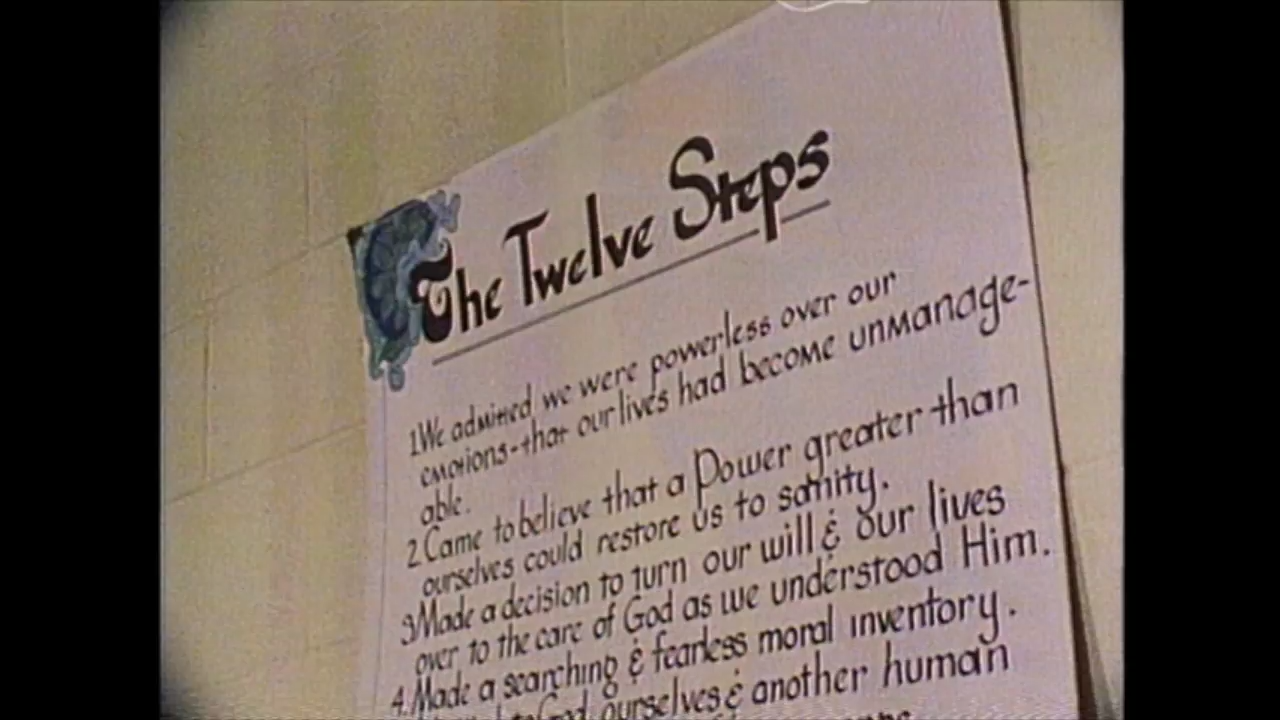 The Twelve Steps
1.We admitted we were powerless over our
emotions-that our lives had become unmanage-
able.
2.Came to believe that a Power greater than
ourselves could restore us to sanity.
3Made a decision to turn our will & our lives
over to the care of God as we understood Him.
4.Made a searching & fearless moral inventory.
to God, ourselves & another human